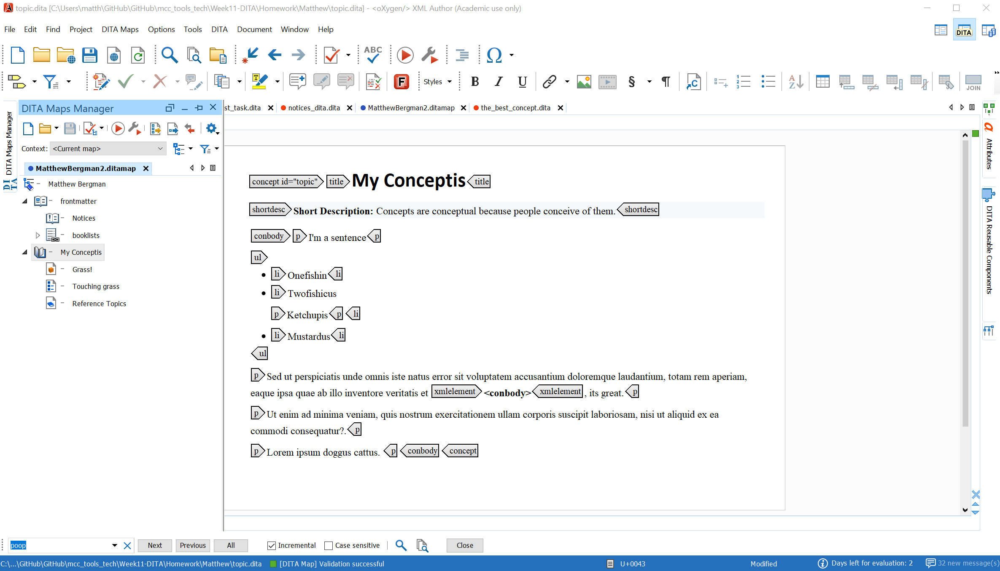 topic.dita [C:\Users\matth\GitHub\GitHub\mcc_tools_tech\Week11-DITA\Homework\Matthew\topic.dita] - <oXygen/> XML Author (Academic use only)
File Edit Find Project DITA Maps Options Tools DITA Document Window Help
DITA
ABC
Styles B I U JOIN
DITA Maps Manager
DITA Maps Manager
st_task.dita notices_dita.dita MatthewBergman2.ditamap the_best_concept.dita
Context: <Current map>
MatthewBergman2.ditamap
Matthew Bergman
frontmatter
Notices
booklists
My Conceptis
Grass!
Touching grass
Reference Topics
concept id="topic" title My Conceptis title
shortdesc Short Description: Concepts are conceptual because people conceive of them. shortdesc
conbody p I'm a sentence p
ul
• li Onefishin li
• li Twofishicus
p Ketchupis p li
• li Mustardus li
ul
p Sed ut perspiciatis unde omnis iste natus error sit voluptatem accusantium doloremque laudantium, totam rem aperiam,
eaque ipsa quae ab illo inventore veritatis et xmlelement <conbody> xmlelement , its great. p
p Ut enim ad minima veniam, quis nostrum exercitationem ullam corporis suscipit laboriosam, nisi ut aliquid ex ea
commodi consequatur?. p
p Lorem ipsum doggus cattus. p conbody concept
Attributes
DITA Reusable Components
poop Next Previous All Incremental Case sensitive Close
C:\...\GitHub\GitHub\mcc_tools_tech\Week11-DITA\Homework\Matthew\topic.dita [DITA Map] Validation successful U+0043 Modified Days left for evaluation: 2 32 new message(s)